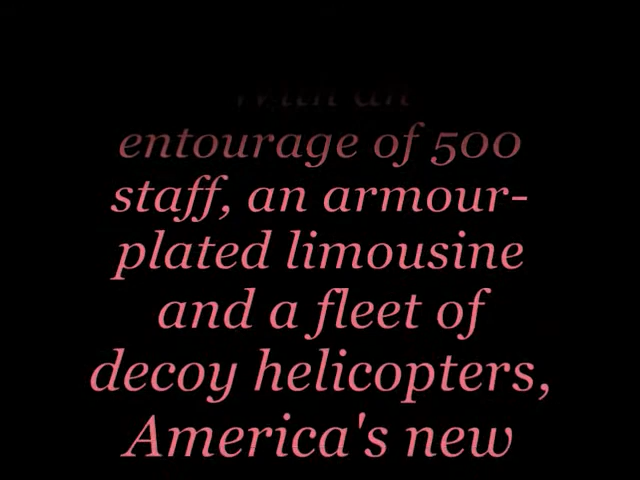 With an
entourage of 500
staff, an armour-
plated limousine
and a fleet of
decoy helicopters,
America's new